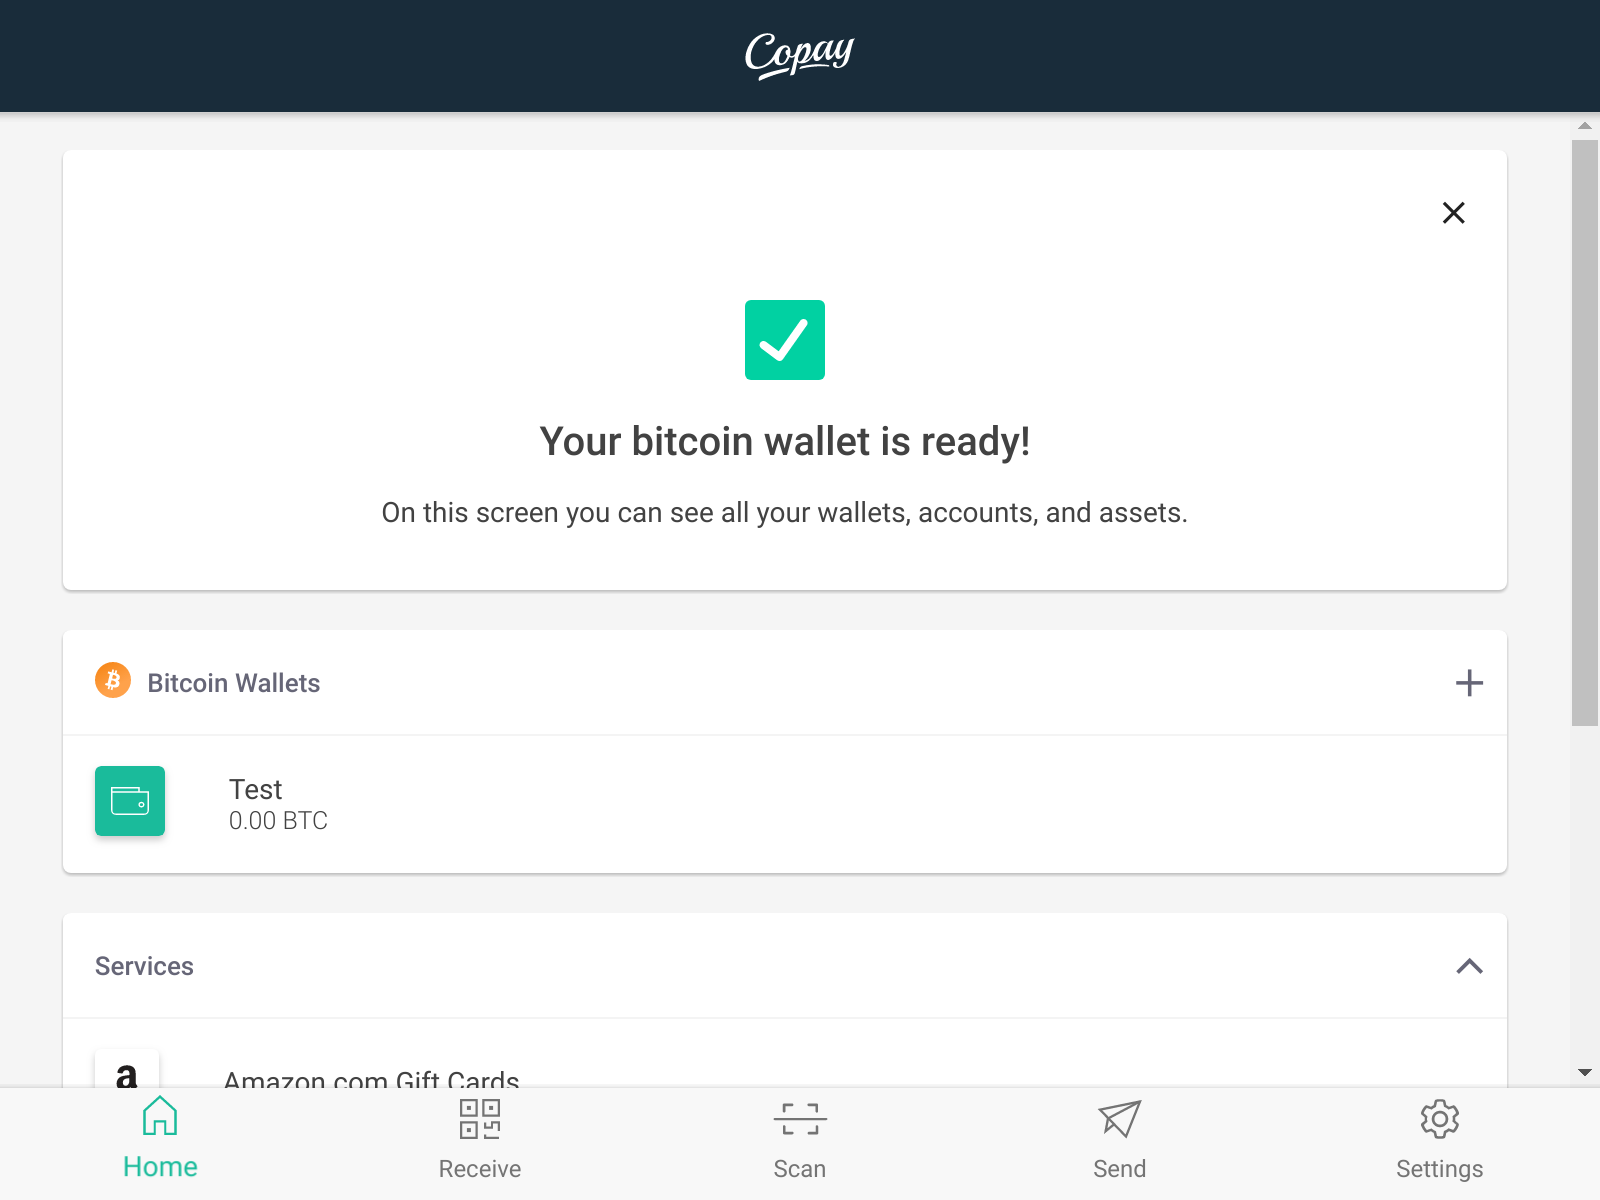 Copay
Your bitcoin wallet is ready!
On this screen you can see all your wallets, accounts, and assets.
Bitcoin Wallets
Test
0.00 BTC
Services
a
Amazon.com Gift Cards
Home
Receive
Scan
Send
Settings